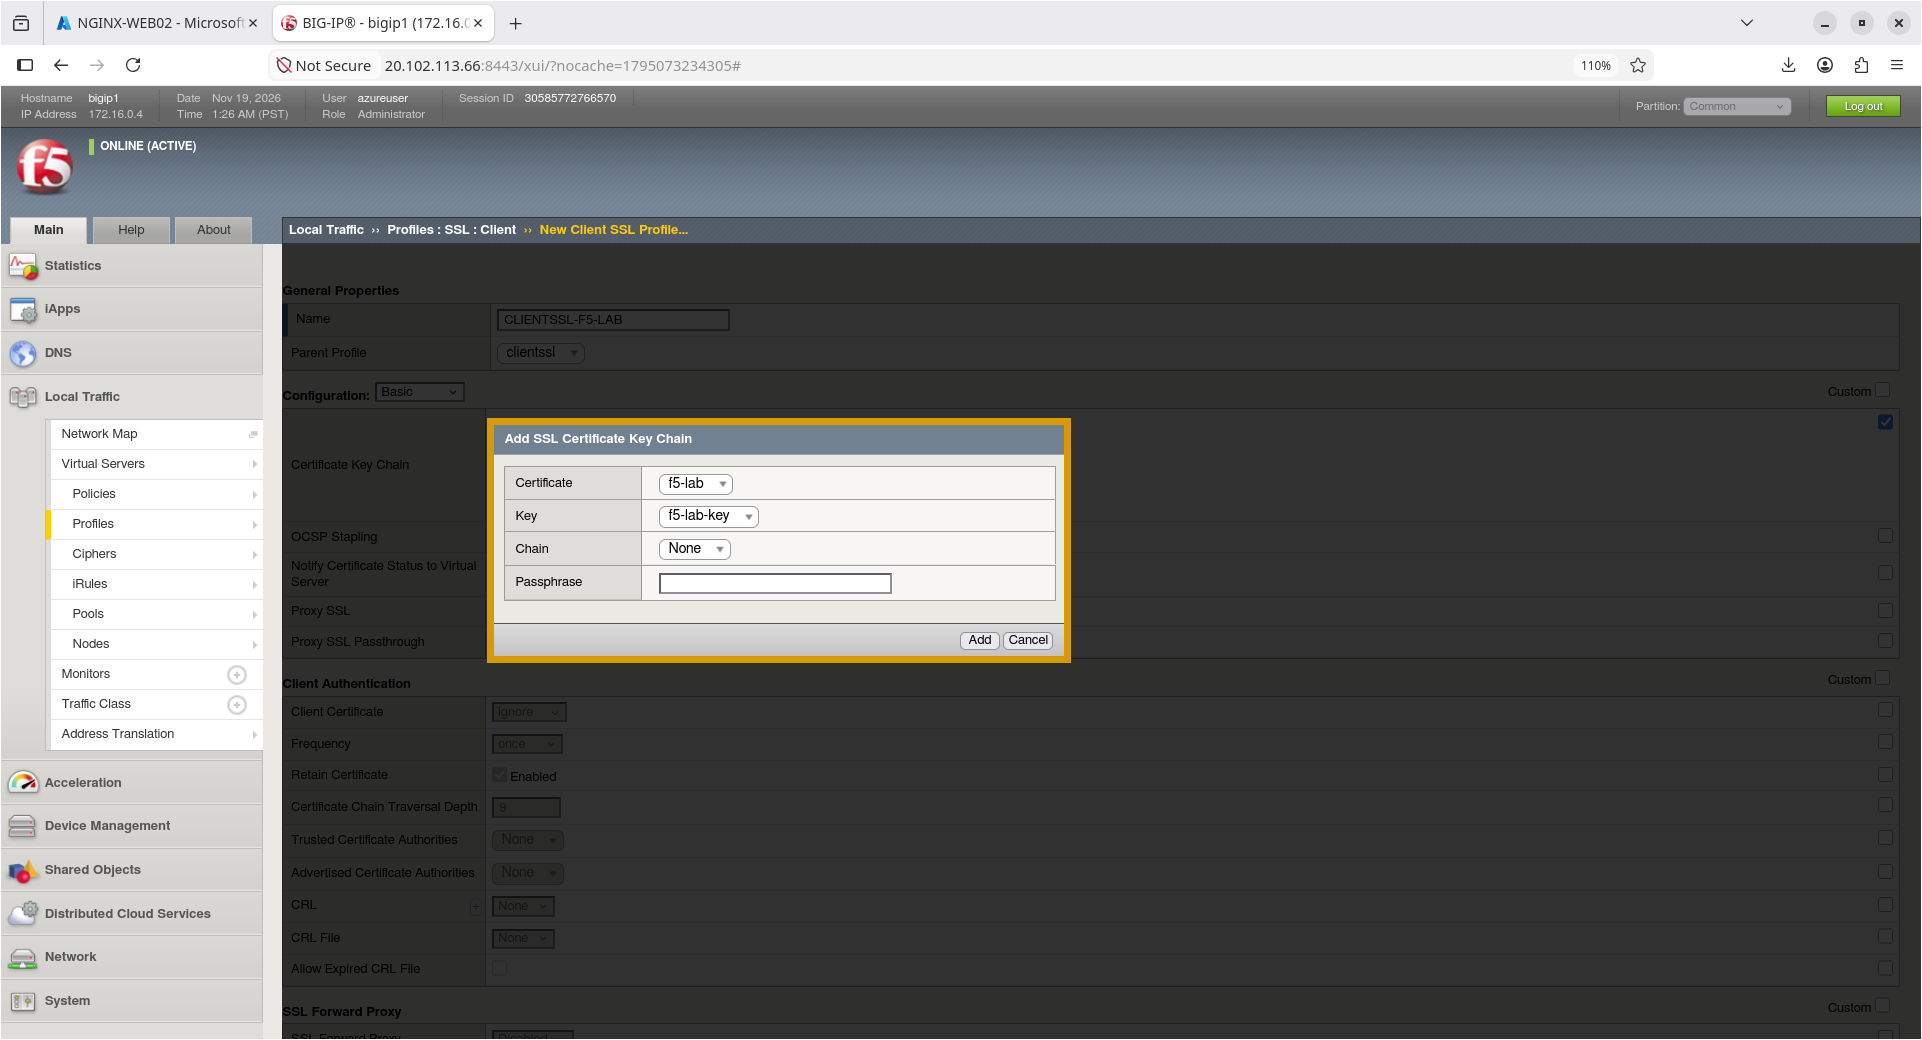 NGINX-WEB02 - Microsoft
BIG-IP® - bigip1 (172.16.0
Not Secure 20.102.113.66:8443/xui/?nocache=1795073234305# 110%
Hostname bigip1 Date Nov 19, 2026 User azureuser Session ID 30585772766570
IP Address 172.16.0.4 Time 1:26 AM (PST) Role Administrator
Partition: Common Log out
f5 ONLINE (ACTIVE)
Main Help About
Local Traffic ›› Profiles : SSL : Client ›› New Client SSL Profile...
Statistics
iApps
DNS
Local Traffic
Network Map
Virtual Servers
Policies
Profiles
Ciphers
iRules
Pools
Nodes
Monitors
Traffic Class
Address Translation
Acceleration
Device Management
Shared Objects
Distributed Cloud Services
Network
System
General Properties
Name CLIENTSSL-F5-LAB
Parent Profile clientssl
Configuration: Basic Custom
Certificate Key Chain
OCSP Stapling
Notify Certificate Status to Virtual
Server
Proxy SSL
Proxy SSL Passthrough
Add SSL Certificate Key Chain
Certificate f5-lab
Key f5-lab-key
Chain None
Passphrase
Add Cancel
Client Authentication Custom
Client Certificate ignore
Frequency once
Retain Certificate Enabled
Certificate Chain Traversal Depth 9
Trusted Certificate Authorities None
Advertised Certificate Authorities None
CRL + None
CRL File None
Allow Expired CRL File
SSL Forward Proxy Custom
SSL Forward Proxy Disabled